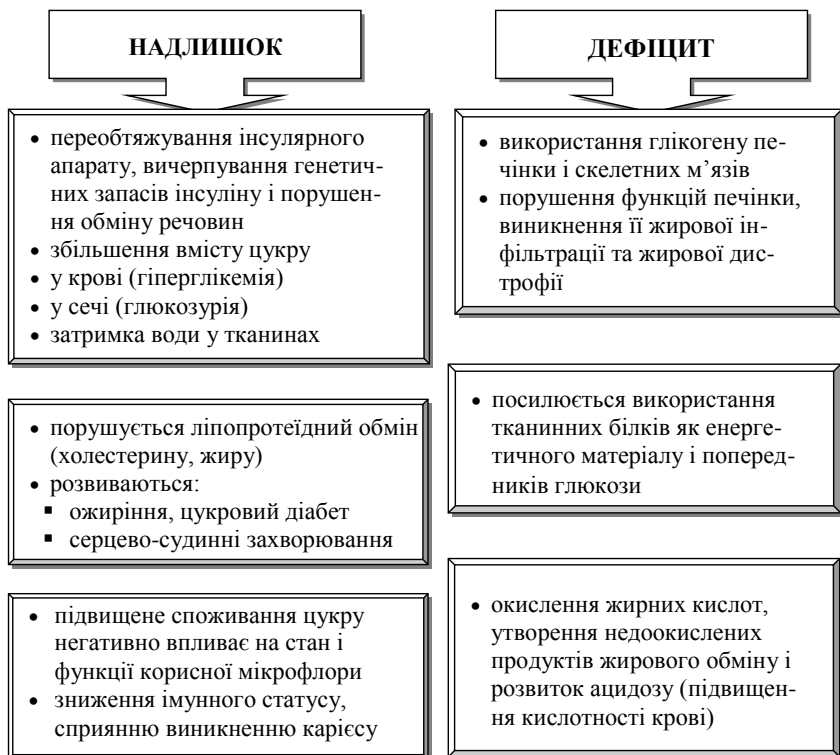 НАДЛИШОК
• переобтяжування інсулярного
апарату, вичерпування генетич-
них запасів інсуліну і порушен-
ня обміну речовин
• збільшення вмісту цукру
• у крові (гіперглікемія)
• у сечі (глюкозурія)
• затримка води у тканинах
• порушується ліпопротеїдний обмін
(холестерину, жиру)
• розвиваються:
▪ ожиріння, цукровий діабет
▪ серцево-судинні захворювання
• підвищене споживання цукру
негативно впливає на стан і
функції корисної мікрофлори
• зниження імунного статусу,
сприянню виникненню карієсу
ДЕФІЦИТ
• використання глікогену пе-
чінки і скелетних м’язів
• порушення функцій печінки,
виникнення її жирової ін-
фільтрації та жирової дис-
трофії
• посилюється використання
тканинних білків як енерге-
тичного матеріалу і поперед-
ників глюкози
• окислення жирних кислот,
утворення недоокислених
продуктів жирового обміну і
розвиток ацидозу (підвищен-
ня кислотності крові)